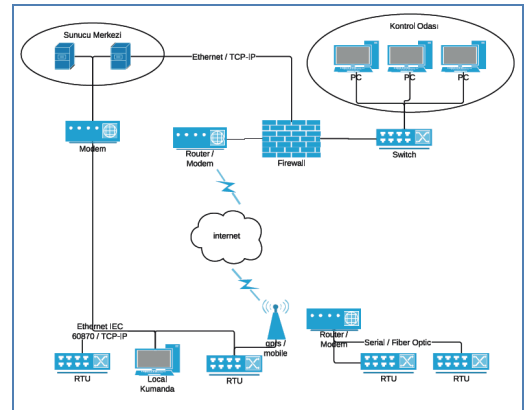 Sunucu Merkezi
Kontrol Odası
Ethernet / TCP-IP
PC
PC
PC
Modem
Router /
Modem
Firewall
Switch
internet
Ethernet IEC
60870 / TCP-IP
gprs /
mobile
Router /
Modem
Serial / Fiber Optic
RTU
Local
Kumanda
RTU
RTU
RTU